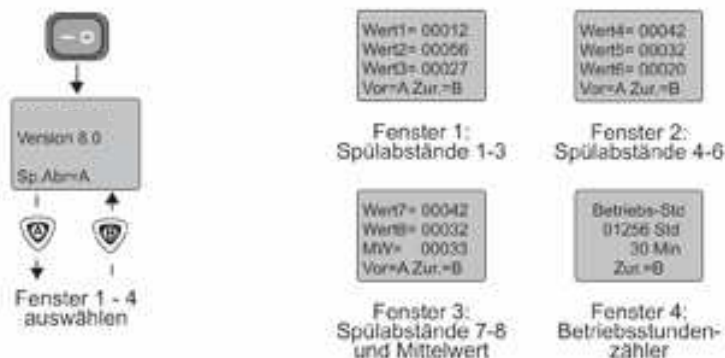 Version 8.0
Sp.Abr=A
A
B
Fenster 1 - 4
auswählen
Wert1= 00012
Wert2= 00056
Wert3= 00027
Vor=A Zur.=B
Fenster 1:
Spülabstände 1-3
Wert4= 00042
Wert5= 00032
Wert6= 00020
Vor=A Zur.=B
Fenster 2:
Spülabstände 4-6
Wert7= 00042
Wert8= 00032
MW= 00033
Vor=A Zur.=B
Fenster 3:
Spülabstände 7-8
und Mittelwert
Betriebs-Std
01256 Std
30 Min
Zur.=B
Fenster 4:
Betriebsstunden-
zähler